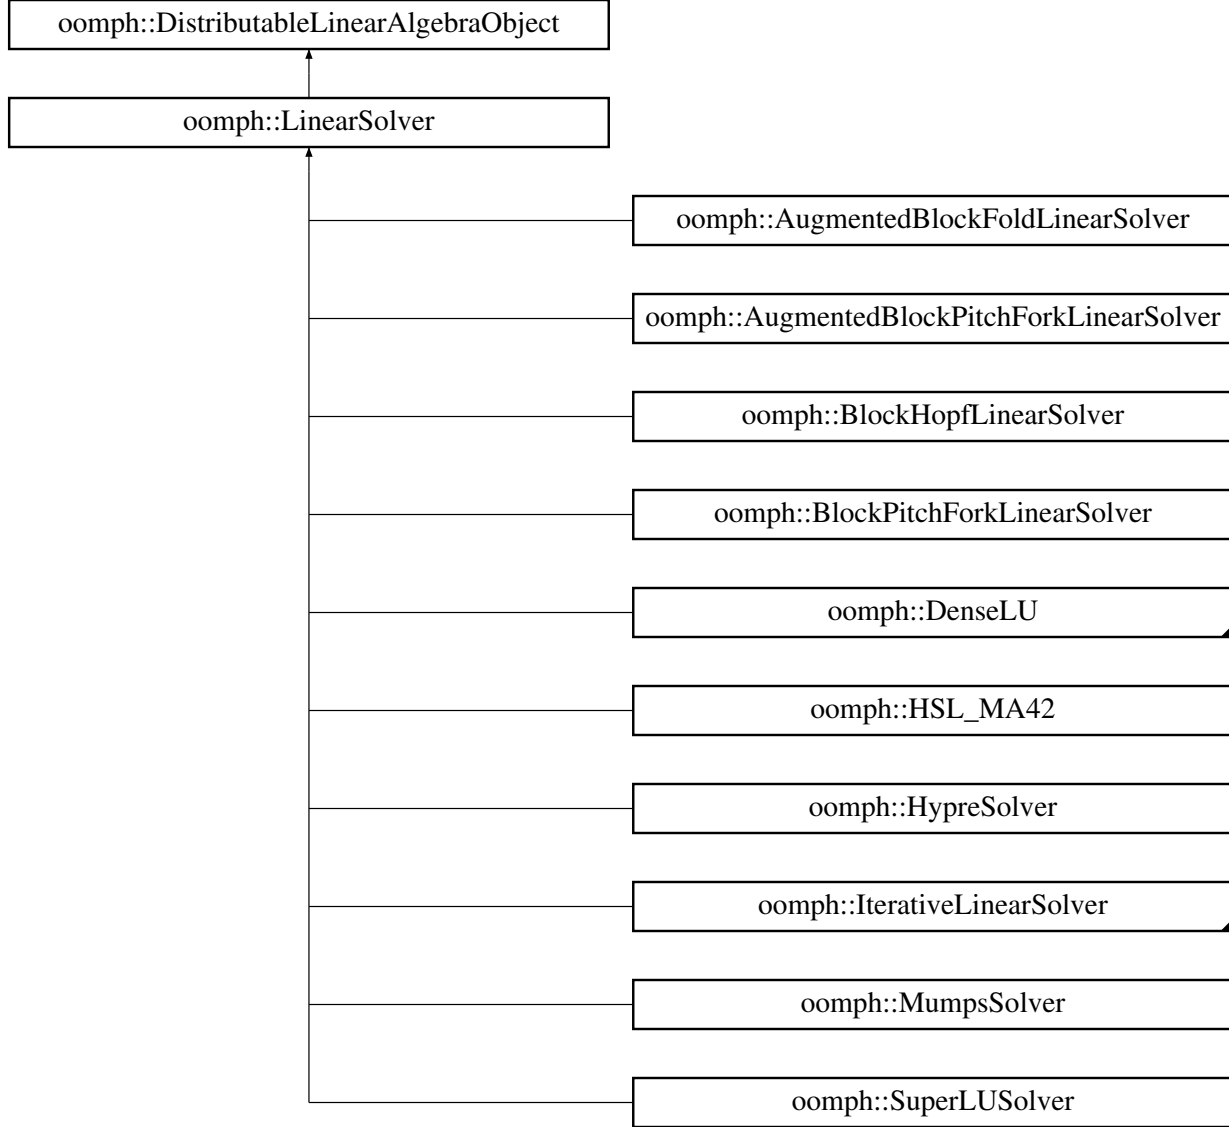 oomph::DistributableLinearAlgebraObject
oomph::LinearSolver
oomph::AugmentedBlockFoldLinearSolver
oomph::AugmentedBlockPitchForkLinearSolver
oomph::BlockHopfLinearSolver
oomph::BlockPitchForkLinearSolver
oomph::DenseLU
oomph::HSL_MA42
oomph::HypreSolver
oomph::IterativeLinearSolver
oomph::MumpsSolver
oomph::SuperLUSolver